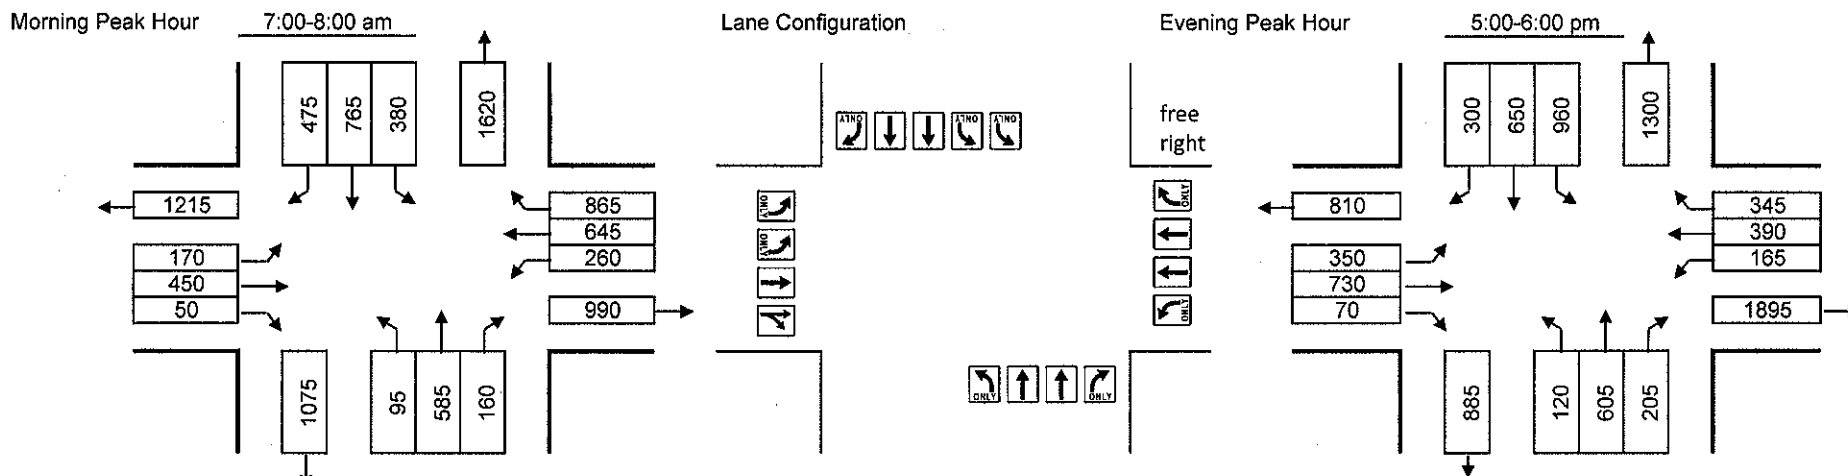 Morning Peak Hour 7:00-8:00 am
475 765 380 1620
1215
170
450
50
865
645
260
990
1075 95 585 160
Lane Configuration
ONLY ONLY ONLY
free
right
ONLY
ONLY
ONLY
ONLY
ONLY ONLY
Evening Peak Hour 5:00-6:00 pm
300 650 960 1300
810
350
730
70
345
390
165
1895
885 120 605 205